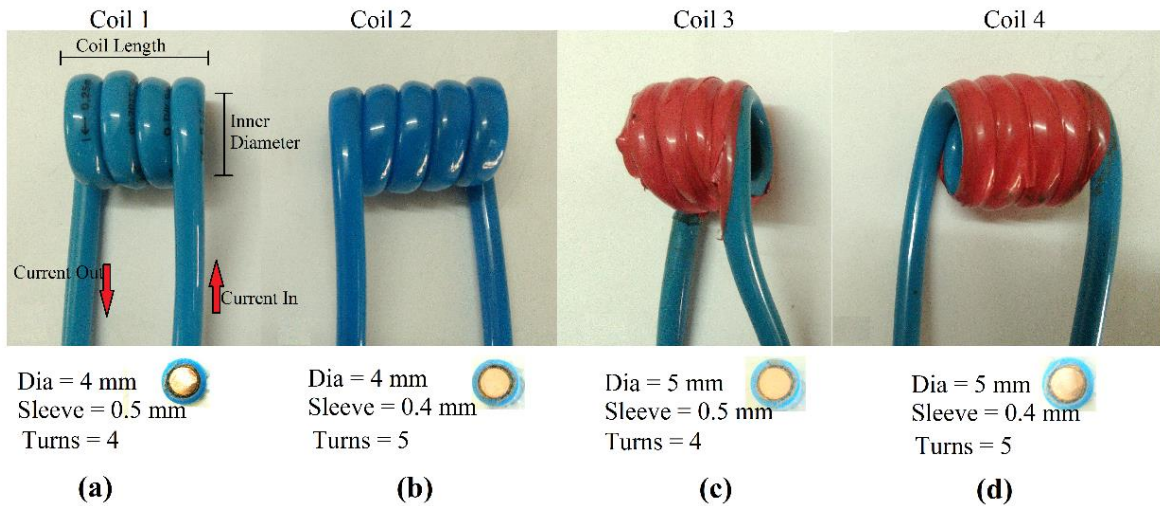 Coil 1
Coil 2
Coil 3
Coil 4
Coil Length
Inner
Diameter
Current Out
Current In
Dia = 4 mm
Sleeve = 0.5 mm
Turns = 4
Dia = 4 mm
Sleeve = 0.4 mm
Turns = 5
Dia = 5 mm
Sleeve = 0.5 mm
Turns = 4
Dia = 5 mm
Sleeve = 0.4 mm
Turns = 5
(a)
(b)
(c)
(d)